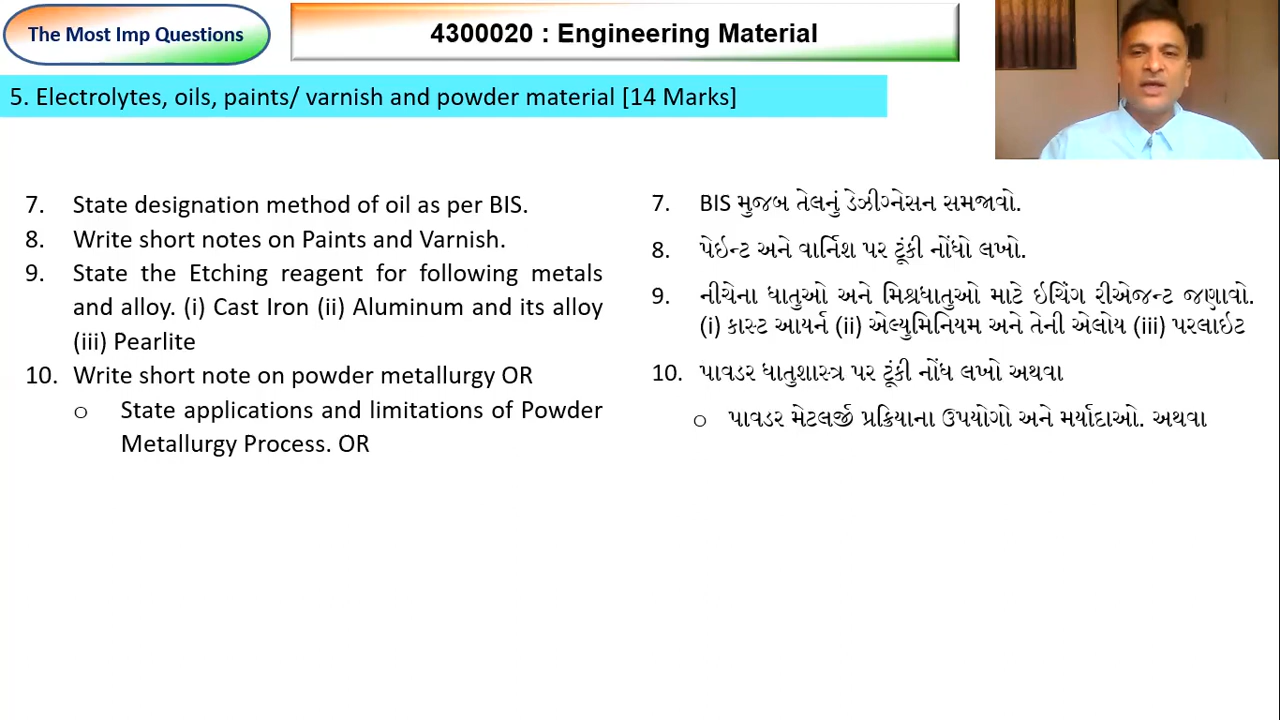 The Most Imp Questions
4300020 : Engineering Material
5. Electrolytes, oils, paints/ varnish and powder material [14 Marks]
7. State designation method of oil as per BIS.
8. Write short notes on Paints and Varnish.
9. State the Etching reagent for following metals
and alloy. (i) Cast Iron (ii) Aluminum and its alloy
(iii) Pearlite
10. Write short note on powder metallurgy OR
o State applications and limitations of Powder
Metallurgy Process. OR
7. BIS મુજબ તેલનું ડેઝીગ્નેસન સમજાવો.
8. પેઇન્ટ અને વાર્નિશ પર ટૂંકી નોંધો લખો.
9. નીચેના ધાતુઓ અને મિશ્રધાતુઓ માટે ઇચિંગ રીએજન્ટ જણાવો.
(i) કાસ્ટ આયર્ન (ii) એલ્યુમિનિયમ અને તેની એલોય (iii) પરલાઇટ
10. પાવડર ધાતુશાસ્ત્ર પર ટૂંકી નોંધ લખો અથવા
o પાવડર મેટલર્જી પ્રક્રિયાના ઉપયોગો અને મર્યાદાઓ. અથવા